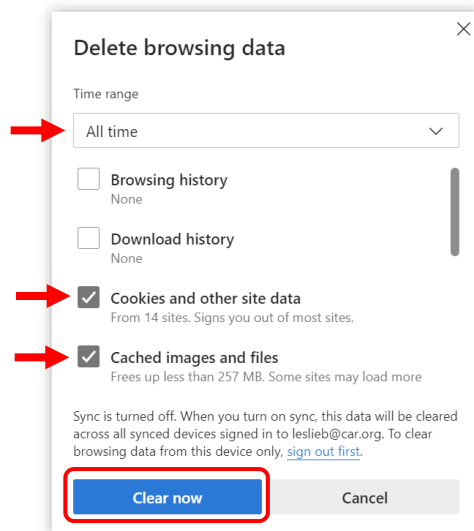 Delete browsing data
Time range
All time
Browsing history
None
Download history
None
Cookies and other site data
From 14 sites. Signs you out of most sites.
Cached images and files
Frees up less than 257 MB. Some sites may load more
Sync is turned off. When you turn on sync, this data will be cleared
across all synced devices signed in to leslieb@car.org. To clear
browsing data from this device only, sign out first.
Clear now Cancel